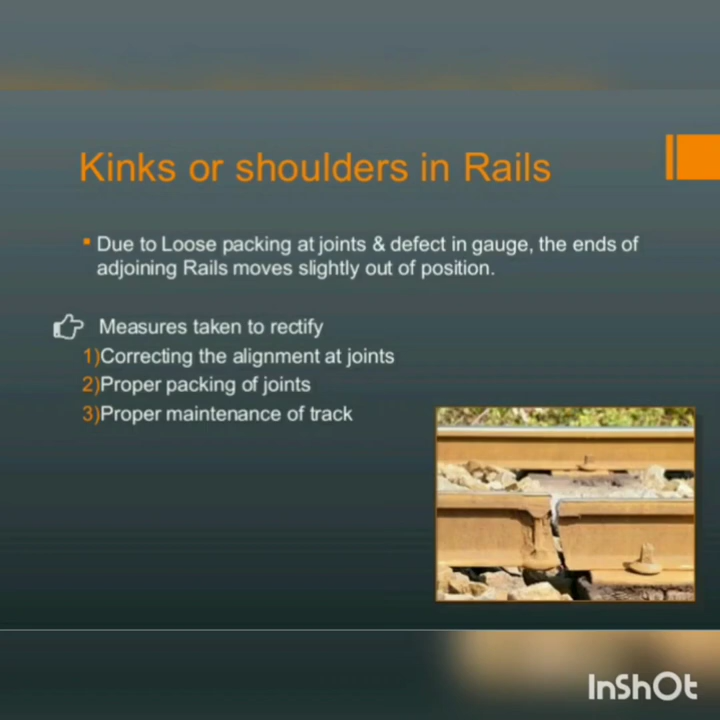 Kinks or shoulders in Rails
Due to Loose packing at joints & defect in gauge, the ends of
adjoining Rails moves slightly out of position.
Measures taken to rectify
1)Correcting the alignment at joints
2)Proper packing of joints
3)Proper maintenance of track
InShOt